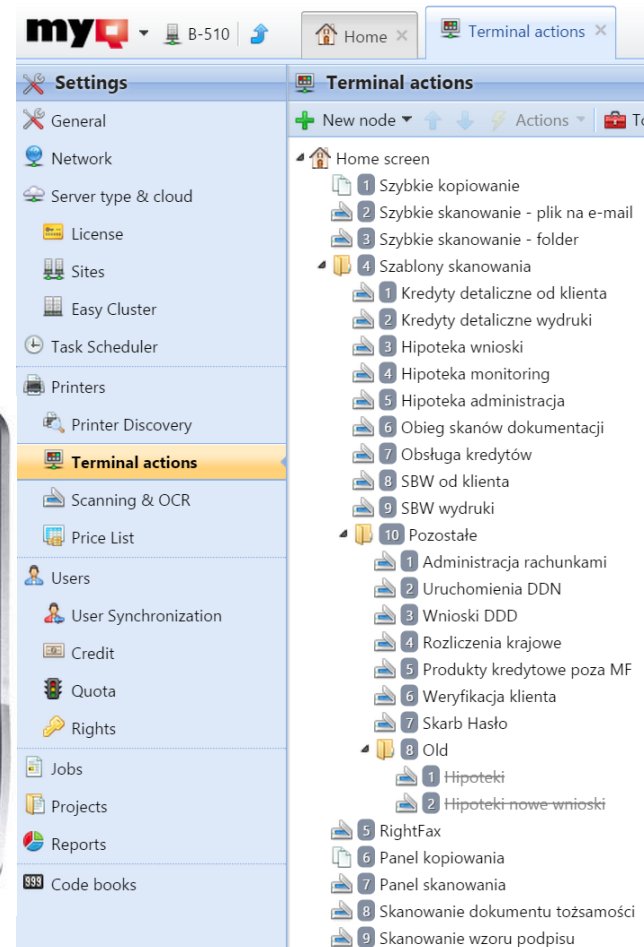 myQ B-510 Home Terminal actions
Settings
General
Network
Server type & cloud
License
Sites
Easy Cluster
Task Scheduler
Printers
Printer Discovery
Terminal actions
Scanning & OCR
Price List
Users
User Synchronization
Credit
Quota
Rights
Jobs
Projects
Reports
999 Code books
Terminal actions
New node Actions
Home screen
1 Szybkie kopiowanie
2 Szybkie skanowanie - plik na e-mail
3 Szybkie skanowanie - folder
4 Szablony skanowania
1 Kredyty detaliczne od klienta
2 Kredyty detaliczne wydruki
3 Hipoteka wnioski
4 Hipoteka monitoring
5 Hipoteka administracja
6 Obieg skanów dokumentacji
7 Obsługa kredytów
8 SBW od klienta
9 SBW wydruki
10 Pozostałe
1 Administracja rachunkami
2 Uruchomienia DDN
3 Wnioski DDD
4 Rozliczenia krajowe
5 Produkty kredytowe poza MF
6 Weryfikacja klienta
7 Skarb Hasło
8 Old
1 Hipoteki
2 Hipoteki nowe wnioski
5 RightFax
6 Panel kopiowania
7 Panel skanowania
8 Skanowanie dokumentu tożsamości
9 Skanowanie wzoru podpisu